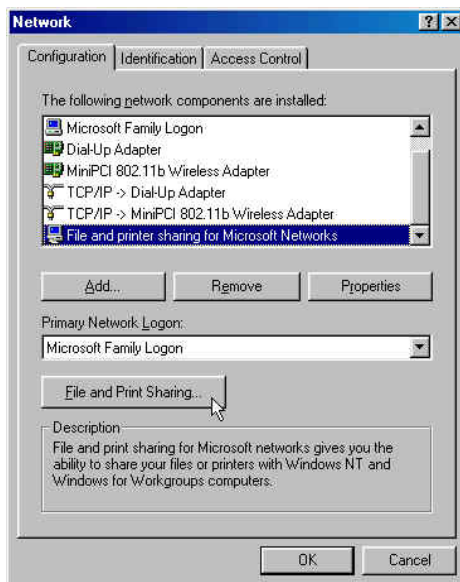 Network
Configuration Identification Access Control
The following network components are installed:
Microsoft Family Logon
Dial-Up Adapter
MiniPCI 802.11b Wireless Adapter
TCP/IP -> Dial-Up Adapter
TCP/IP -> MiniPCI 802.11b Wireless Adapter
File and printer sharing for Microsoft Networks
Add... Remove Properties
Primary Network Logon:
Microsoft Family Logon
File and Print Sharing...
Description
File and print sharing for Microsoft networks gives you the
ability to share your files or printers with Windows NT and
Windows for Workgroups computers.
OK Cancel